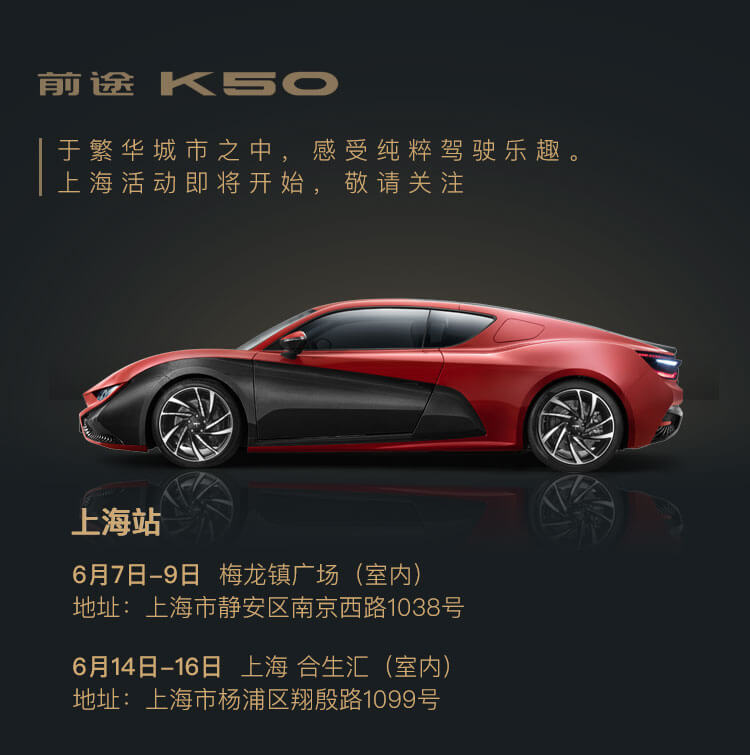 前途 K50
于繁华城市之中，感受纯粹驾驶乐趣。
上海活动即将开始，敬请关注
上海站
6月7日-9日 梅龙镇广场（室内）
地址：上海市静安区南京西路1038号
6月14日-16日 上海 合生汇（室内）
地址：上海市杨浦区翔殷路1099号